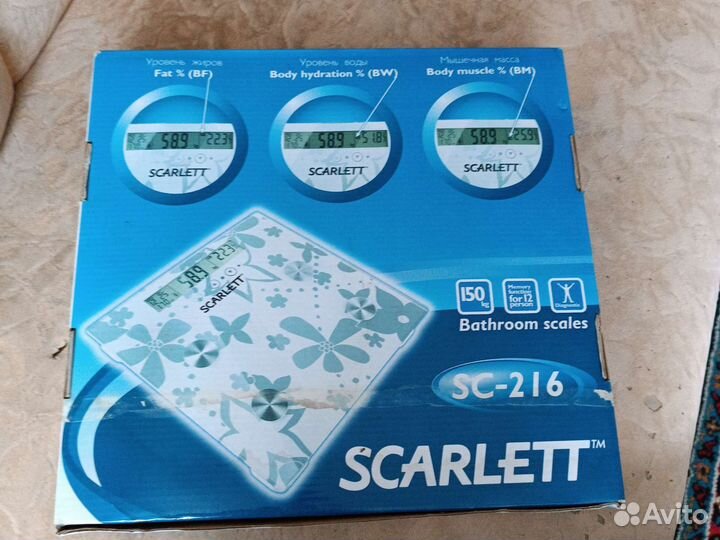 Уровень жиров
Fat % (BF)
Уровень воды
Body hydration % (BW)
Мышечная масса
Body muscle % (BM)
58.9
22.3%
SCARLETT
58.9
51.8%
SCARLETT
58.9
25.9%
SCARLETT
58.9
22.3%
SCARLETT
150
kg
Memory
function
for 12
person
Diagnostic
Bathroom scales
SC-216
SCARLETT™
Avito